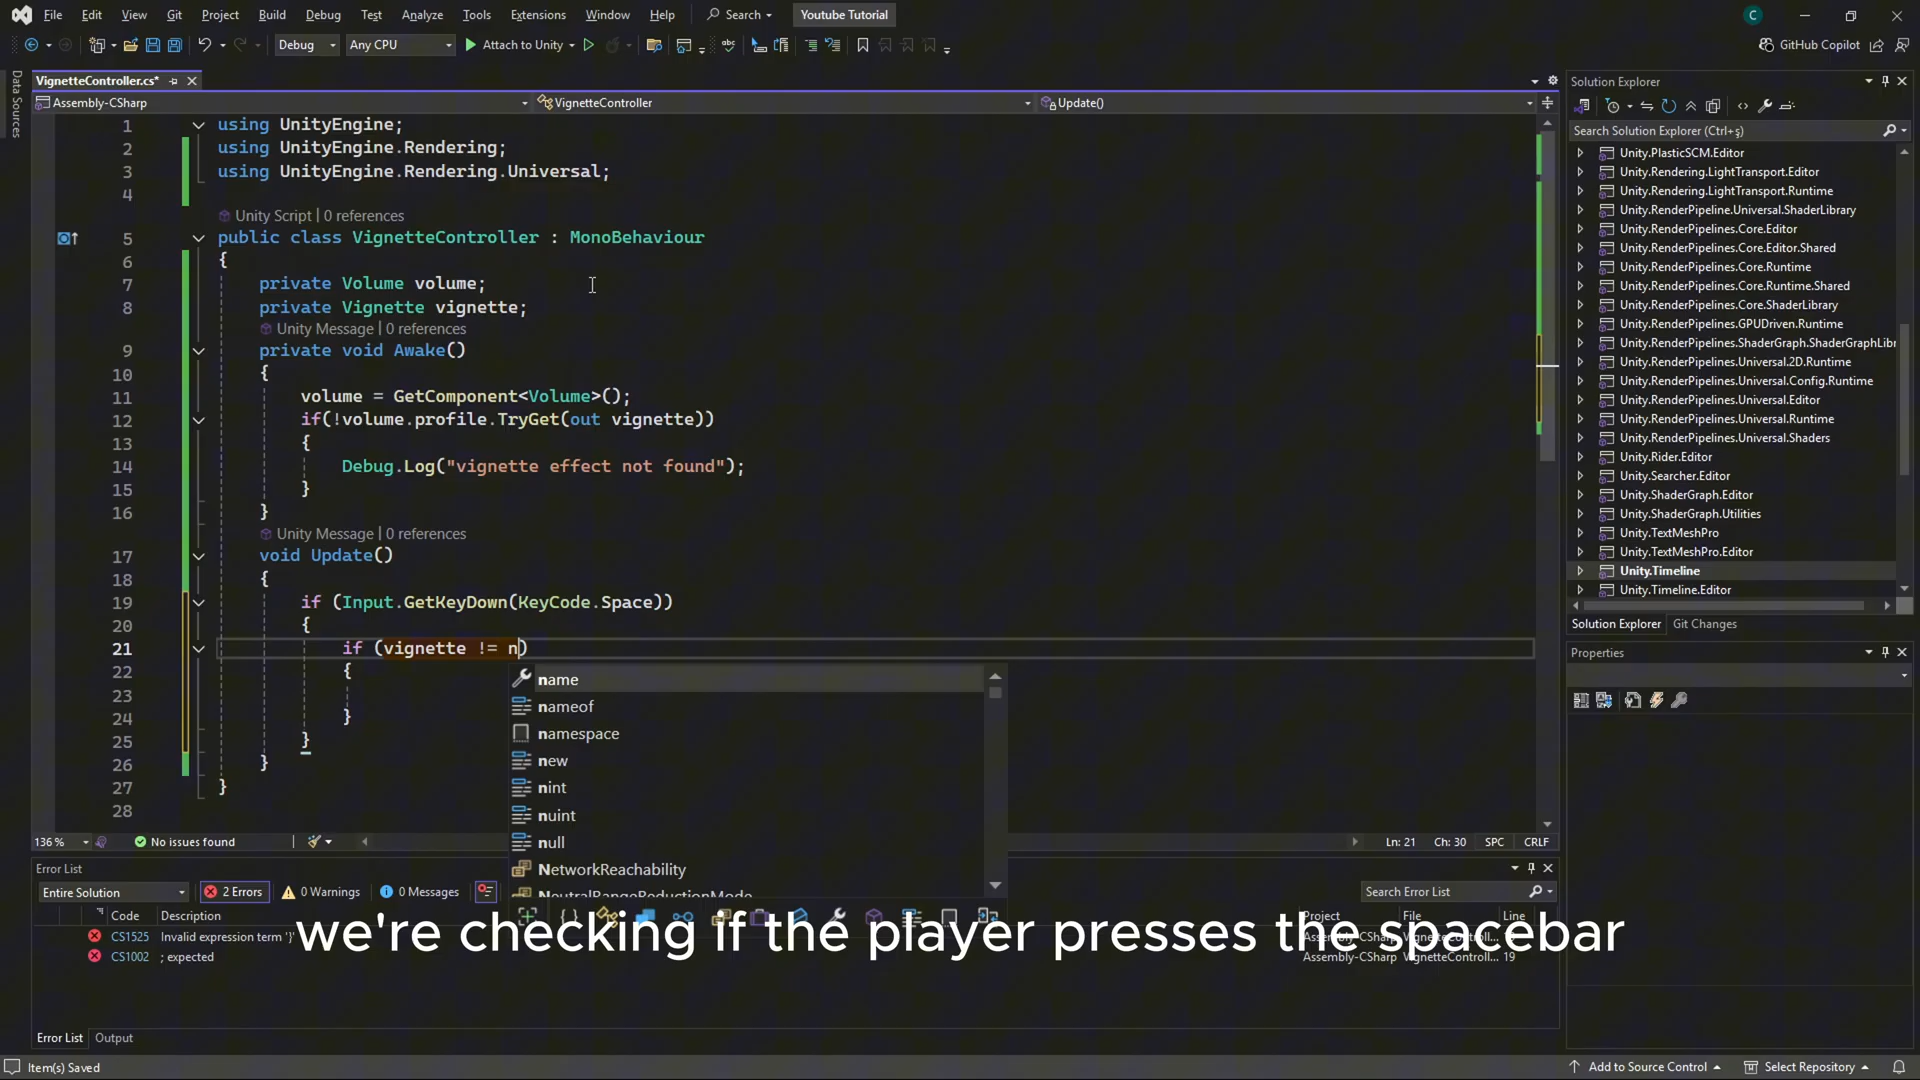 File Edit View Git Project Build Debug Test Analyze Tools Extensions Window Help Search Youtube Tutorial C
Debug Any CPU Attach to Unity GitHub Copilot
Data Sources
VignetteController.cs*
Assembly-CSharp VignetteController Update()
1 using UnityEngine;
2 using UnityEngine.Rendering;
3 using UnityEngine.Rendering.Universal;
4
Unity Script | 0 references
5 public class VignetteController : MonoBehaviour
6 {
7 private Volume volume;
8 private Vignette vignette;
Unity Message | 0 references
9 private void Awake()
10 {
11 volume = GetComponent<Volume>();
12 if(!volume.profile.TryGet(out vignette))
13 {
14 Debug.Log("vignette effect not found");
15 }
16 }
Unity Message | 0 references
17 void Update()
18 {
19 if (Input.GetKeyDown(KeyCode.Space))
20 {
21 if (vignette != n)
22 {
23
24 }
25 }
26 }
27 }
28
name
nameof
namespace
new
nint
nuint
null
NetworkReachability
NeutralRangeReductionMode
136 % No issues found Ln: 21 Ch: 30 SPC CRLF
Error List
Entire Solution 2 Errors 0 Warnings 0 Messages Search Error List
Code Description Project File Line
CS1525 Invalid expression term '}'
CS1002 ; expected Assembly-CSharp VignetteControll... 19
we're checking if the player presses the spacebar
Error List Output
Solution Explorer
Search Solution Explorer (Ctrl+ş)
Unity.PlasticSCM.Editor
Unity.Rendering.LightTransport.Editor
Unity.Rendering.LightTransport.Runtime
Unity.RenderPipeline.Universal.ShaderLibrary
Unity.RenderPipelines.Core.Editor
Unity.RenderPipelines.Core.Editor.Shared
Unity.RenderPipelines.Core.Runtime
Unity.RenderPipelines.Core.Runtime.Shared
Unity.RenderPipelines.Core.ShaderLibrary
Unity.RenderPipelines.GPUDriven.Runtime
Unity.RenderPipelines.ShaderGraph.ShaderGraphLibr
Unity.RenderPipelines.Universal.2D.Runtime
Unity.RenderPipelines.Universal.Config.Runtime
Unity.RenderPipelines.Universal.Editor
Unity.RenderPipelines.Universal.Runtime
Unity.RenderPipelines.Universal.Shaders
Unity.Rider.Editor
Unity.Searcher.Editor
Unity.ShaderGraph.Editor
Unity.ShaderGraph.Utilities
Unity.TextMeshPro
Unity.TextMeshPro.Editor
Unity.Timeline
Unity.Timeline.Editor
Solution Explorer Git Changes
Properties
Item(s) Saved Add to Source Control Select Repository